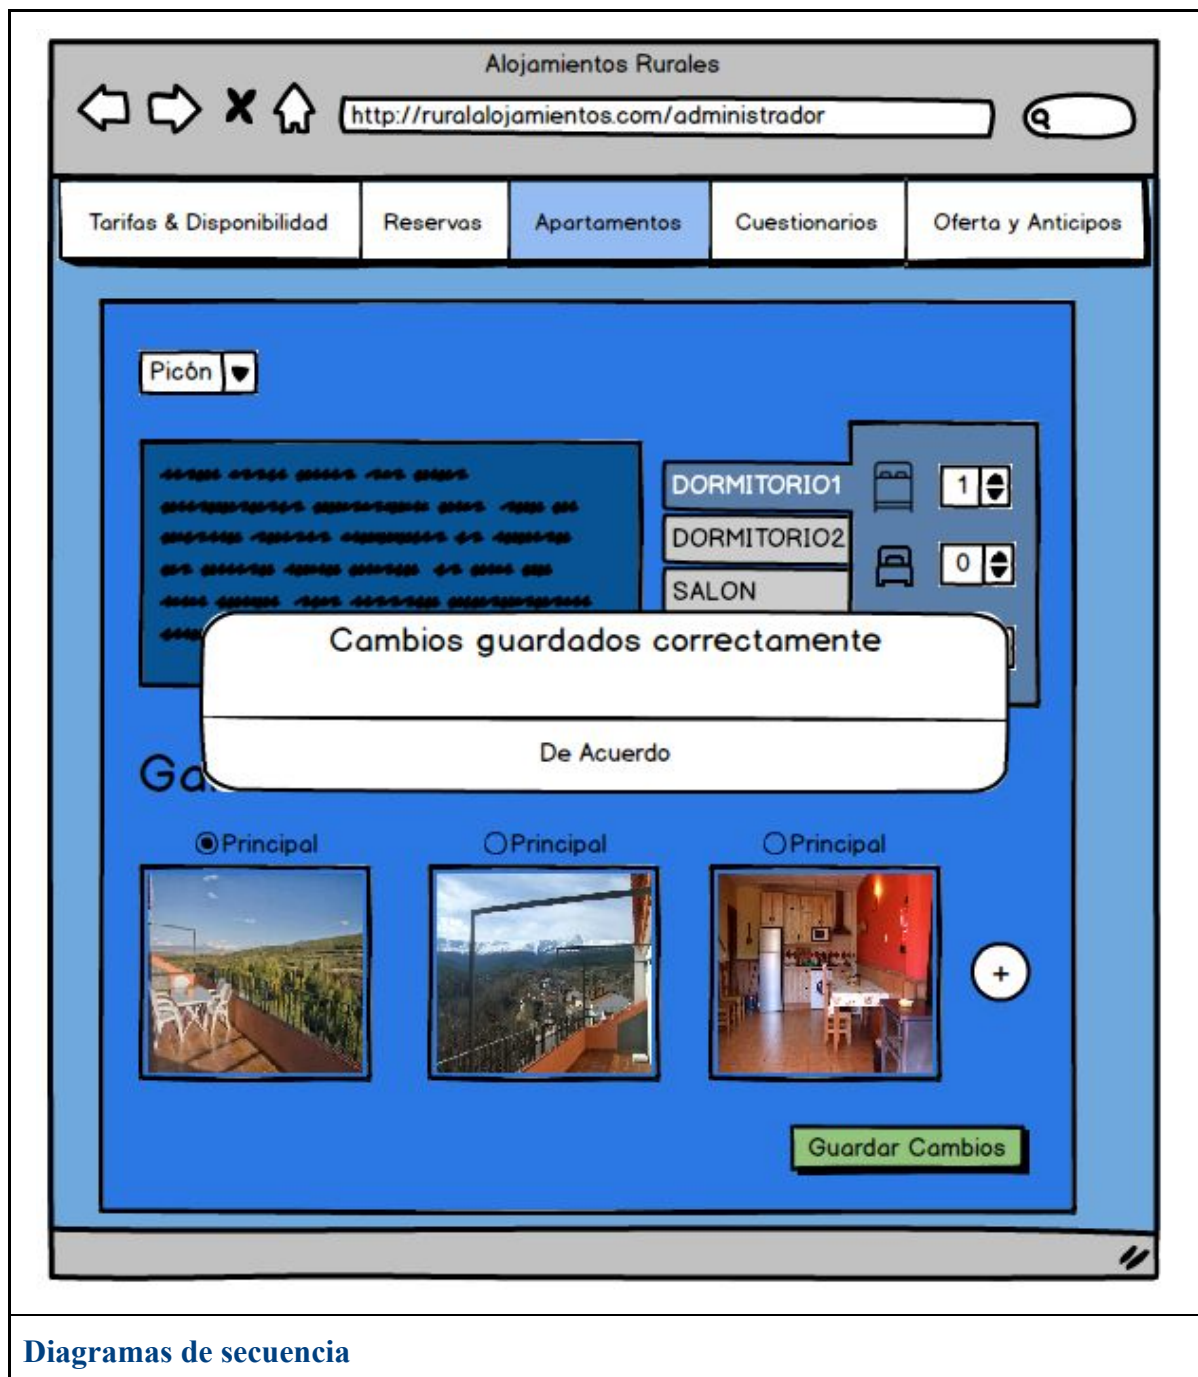 Alojamientos Rurales
http://ruralalojamientos.com/administrador
Tarifas & Disponibilidad
Reservas
Apartamentos
Cuestionarios
Oferta y Anticipos
Picón
DORMITORIO1
1
DORMITORIO2
0
SALON
Cambios guardados correctamente
De Acuerdo
Principal
Principal
Principal
+
Guardar Cambios
Diagramas de secuencia